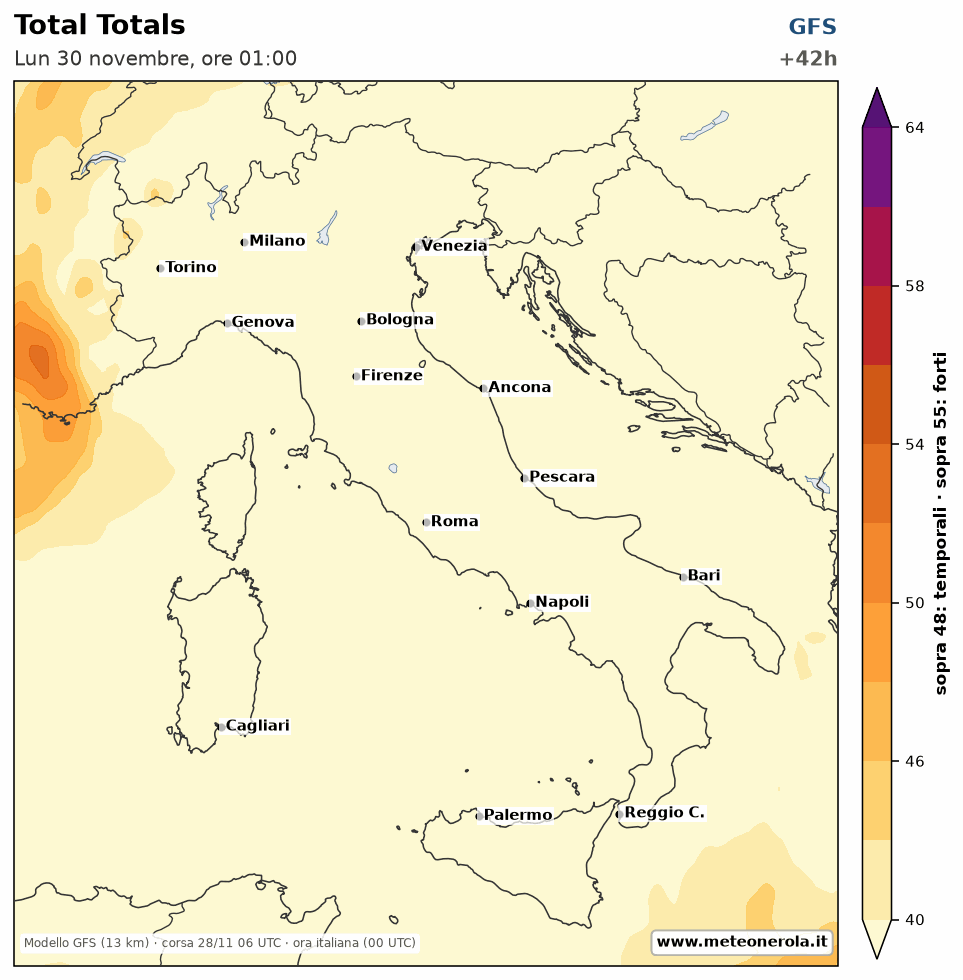 Total Totals
GFS
Lun 30 novembre, ore 01:00
+42h
64
58
54
50
46
40
sopra 48: temporali · sopra 55: forti
Milano
Venezia
Torino
Genova
Bologna
Firenze
Ancona
Pescara
Roma
Bari
Napoli
Cagliari
Palermo
Reggio C.
Modello GFS (13 km) · corsa 28/11 06 UTC · ora italiana (00 UTC)
www.meteonerola.it